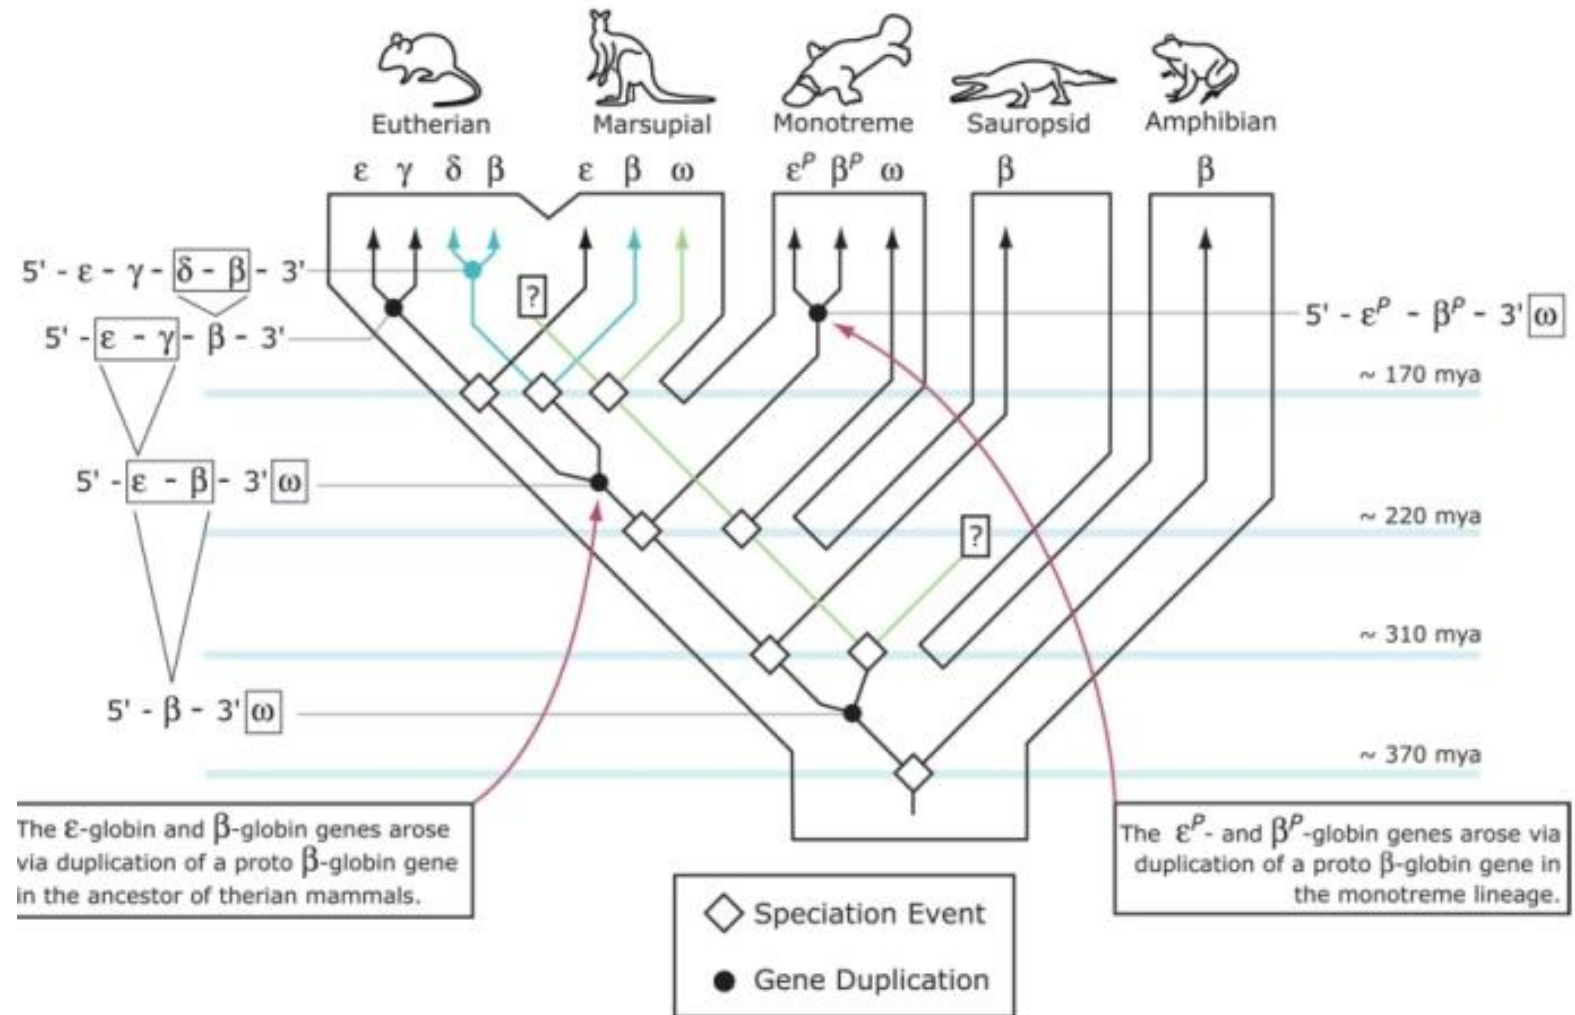 Eutherian Marsupial Monotreme Sauropsid Amphibian
ε γ δ β ε β ω εᴾ βᴾ ω β β
5' - ε - γ - δ - β - 3'
?
5' - ε - γ - β - 3'
5' - εᴾ - βᴾ - 3' ω
~ 170 mya
5' - ε - β - 3' ω
~ 220 mya
?
~ 310 mya
5' - β - 3' ω
~ 370 mya
The ε-globin and β-globin genes arose
via duplication of a proto β-globin gene
in the ancestor of therian mammals.
The εᴾ- and βᴾ-globin genes arose via
duplication of a proto β-globin gene in
the monotreme lineage.
Speciation Event
Gene Duplication